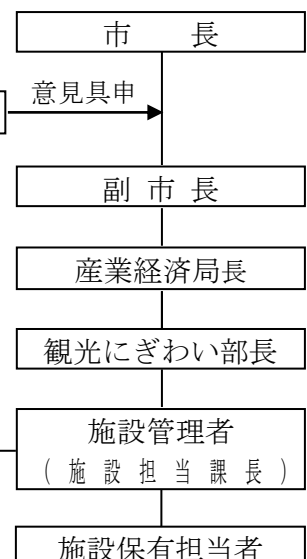 市長
意見具申
副市長
産業経済局長
観光にぎわい部長
施設管理者
(施設担当課長)
施設保有担当者